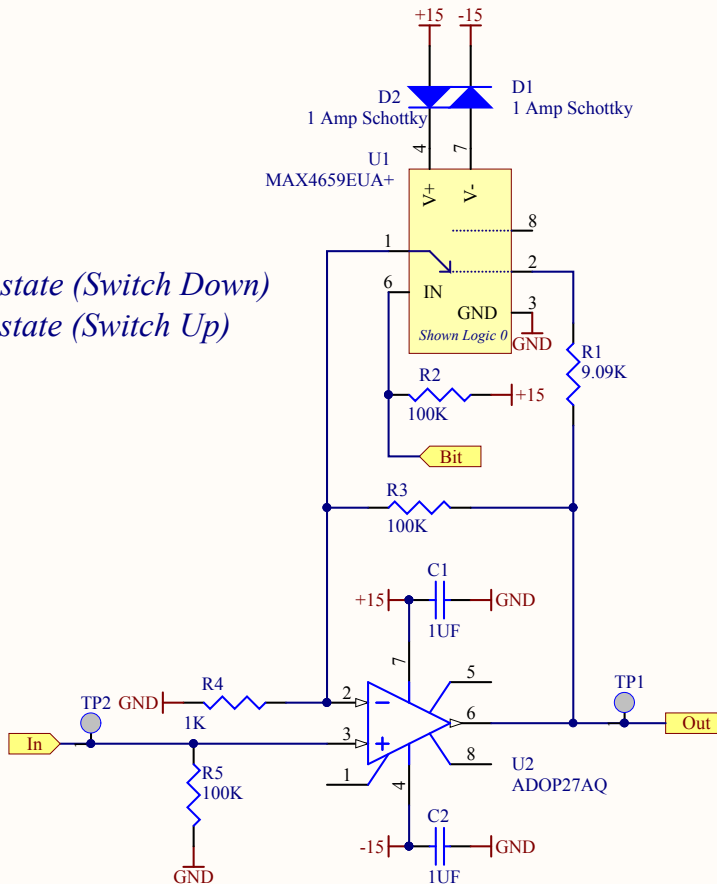 +15 -15
D2
1 Amp Schottky
D1
1 Amp Schottky
4 7
U1
MAX4659EUA+
V+ V-
8
1
2
state (Switch Down)
6
IN
3
GND
state (Switch Up)
Shown Logic 0
GND
R1
9.09K
R2
+15
100K
Bit
R3
100K
C1
+15 GND
1UF
7
5
R4
TP2 GND 2 TP1
1K
6
In 3 Out
R5
100K
1
8
U2
ADOP27AQ
4
C2
-15 GND
1UF
GND